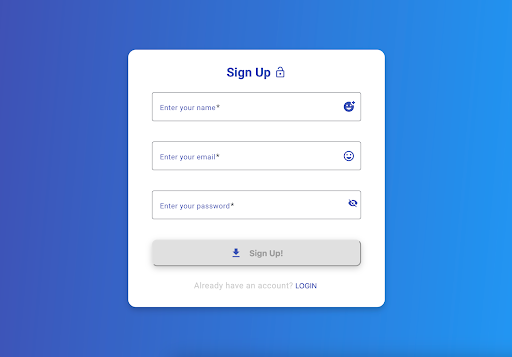 Sign Up
Enter your name*
Enter your email*
Enter your password*
Sign Up!
Already have an account? LOGIN